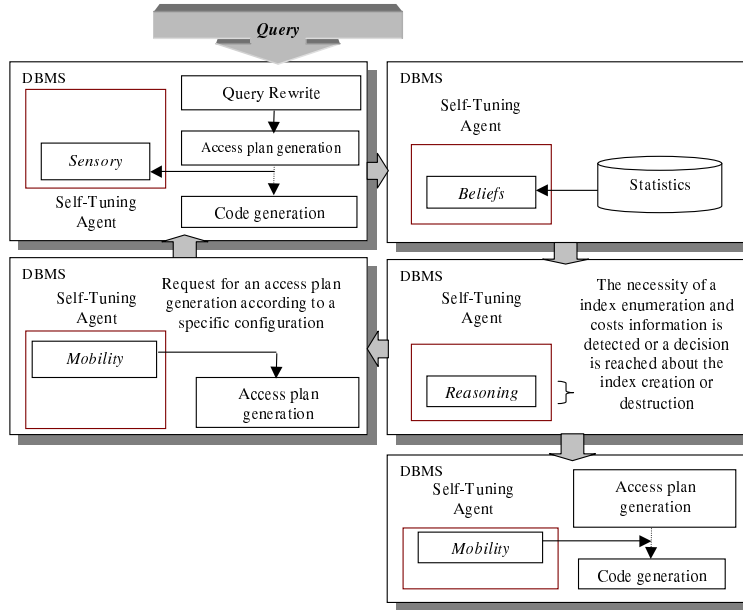 Query
DBMS
Query Rewrite
Access plan generation
Sensory
Self-Tuning
Agent
Code generation
DBMS
Self-Tuning
Agent
Beliefs
Statistics
DBMS
Self-Tuning
Agent
Request for an access plan
generation according to a
specific configuration
Mobility
Access plan
generation
DBMS
Self-Tuning
Agent
Reasoning
The necessity of a
index enumeration and
costs information is
detected or a decision
is reached about the
index creation or
destruction
DBMS
Self-Tuning
Agent
Access plan
generation
Mobility
Code generation